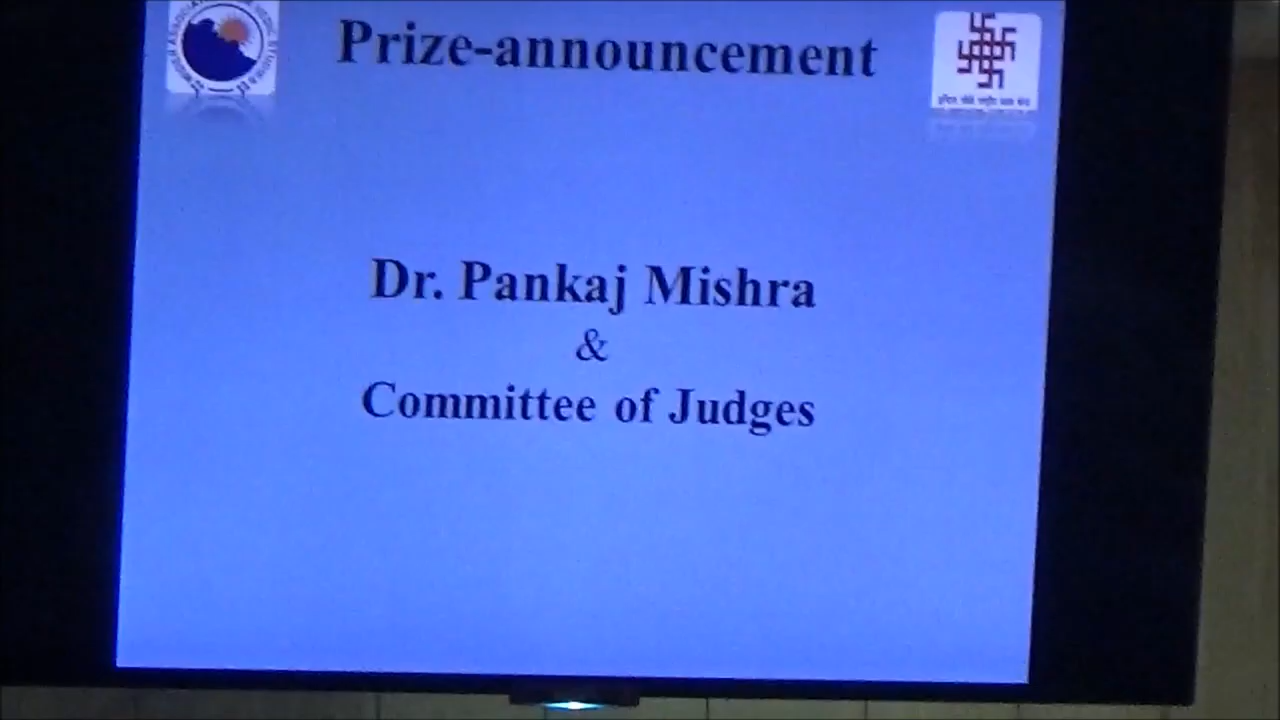 Prize-announcement
Dr. Pankaj Mishra
&
Committee of Judges